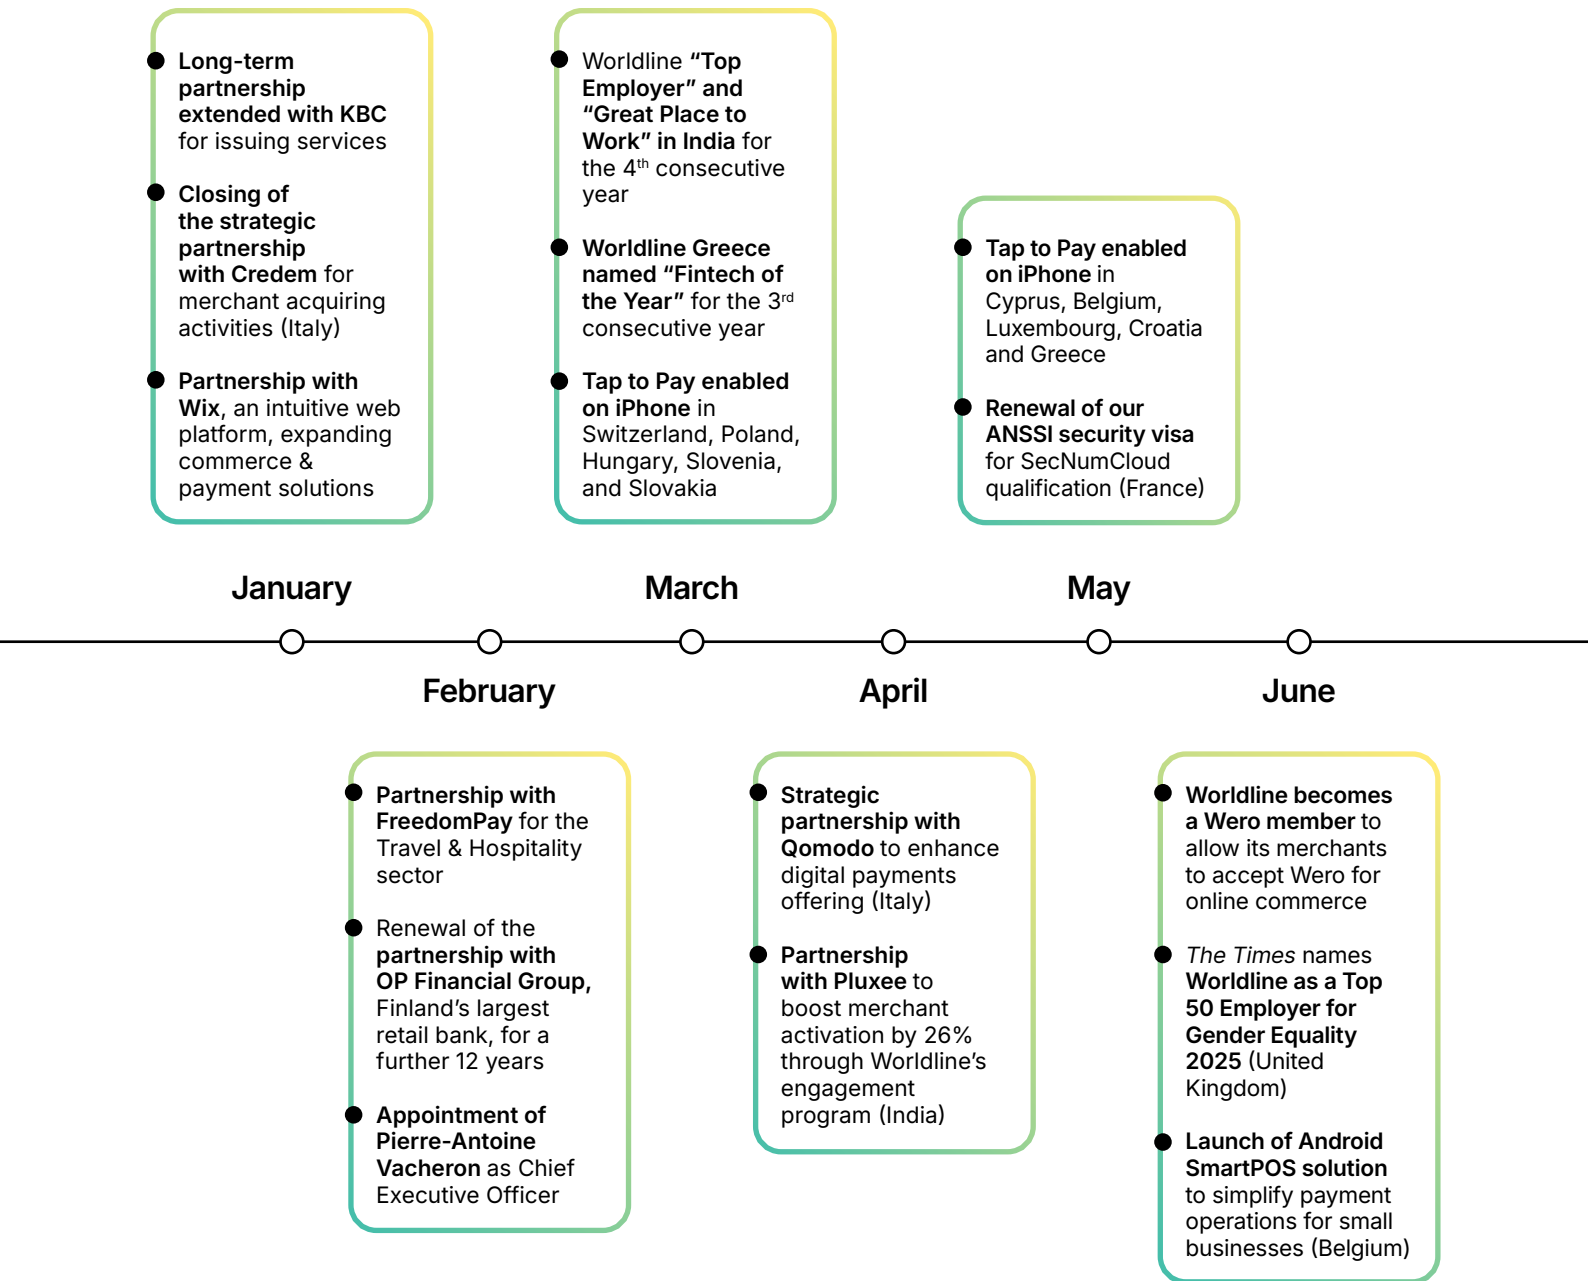 Long-term
partnership
extended with KBC
for issuing services
Closing of
the strategic
partnership
with Credem for
merchant acquiring
activities (Italy)
Partnership with
Wix, an intuitive web
platform, expanding
commerce &
payment solutions
January
Partnership with
FreedomPay for the
Travel & Hospitality
sector
Renewal of the
partnership with
OP Financial Group,
Finland’s largest
retail bank, for a
further 12 years
Appointment of
Pierre-Antoine
Vacheron as Chief
Executive Officer
February
Worldline “Top
Employer” and
“Great Place to
Work” in India for
the 4th consecutive
year
Worldline Greece
named “Fintech of
the Year” for the 3rd
consecutive year
Tap to Pay enabled
on iPhone in
Switzerland, Poland,
Hungary, Slovenia,
and Slovakia
March
April
Strategic
partnership with
Qomodo to enhance
digital payments
offering (Italy)
Partnership
with Pluxee to
boost merchant
activation by 26%
through Worldline’s
engagement
program (India)
Tap to Pay enabled
on iPhone in
Cyprus, Belgium,
Luxembourg, Croatia
and Greece
Renewal of our
ANSSI security visa
for SecNumCloud
qualification (France)
May
June
Worldline becomes
a Wero member to
allow its merchants
to accept Wero for
online commerce
The Times names
Worldline as a Top
50 Employer for
Gender Equality
2025 (United
Kingdom)
Launch of Android
SmartPOS solution
to simplify payment
operations for small
businesses (Belgium)